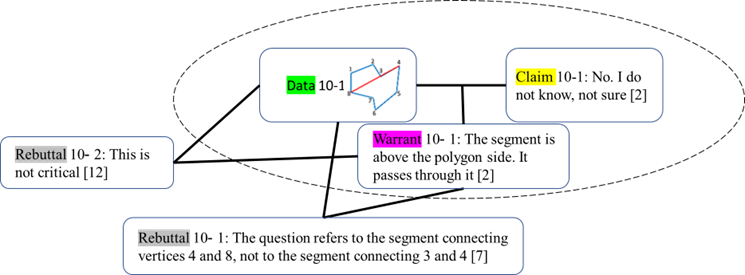 Data 10-1
1
2
3
4
5
6
7
8
Claim 10-1: No. I do
not know, not sure [2]
Warrant 10- 1: The segment is
above the polygon side. It
passes through it [2]
Rebuttal 10- 2: This is
not critical [12]
Rebuttal 10- 1: The question refers to the segment connecting
vertices 4 and 8, not to the segment connecting 3 and 4 [7]